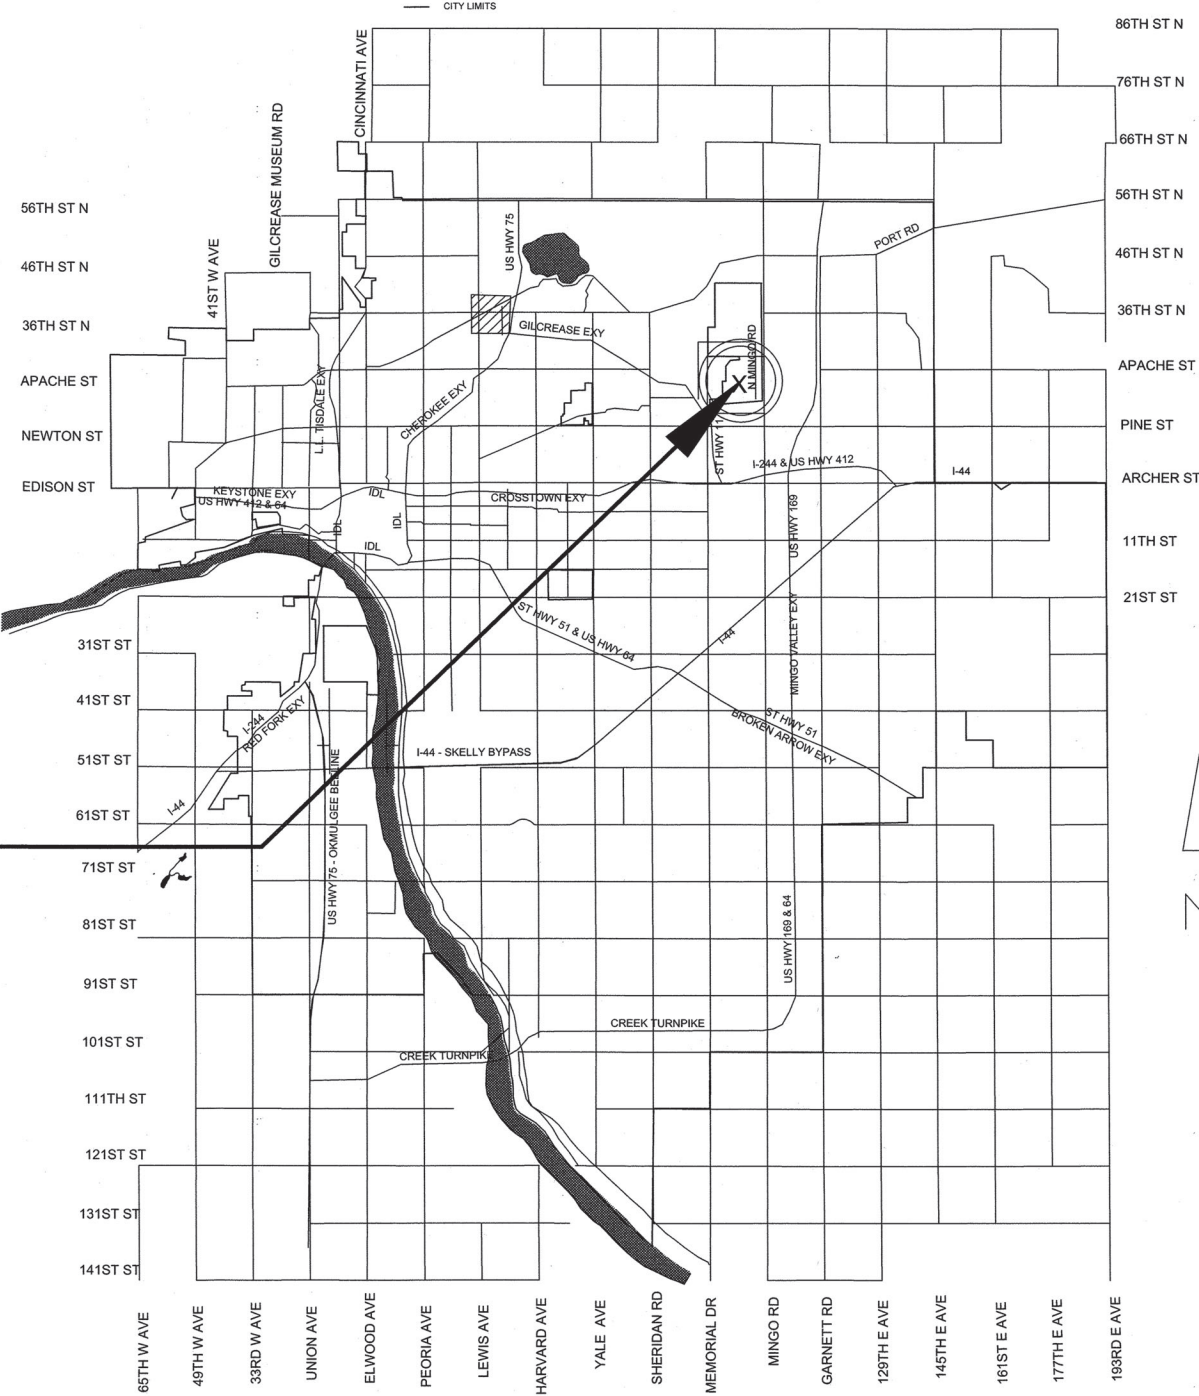 CITY LIMITS
86TH ST N
76TH ST N
66TH ST N
56TH ST N
46TH ST N
36TH ST N
APACHE ST
PINE ST
ARCHER ST
11TH ST
21ST ST
CINCINNATI AVE
GILCREASE MUSEUM RD
41ST W AVE
56TH ST N
46TH ST N
36TH ST N
APACHE ST
NEWTON ST
EDISON ST
31ST ST
41ST ST
51ST ST
61ST ST
71ST ST
81ST ST
91ST ST
101ST ST
111TH ST
121ST ST
131ST ST
141ST ST
US HWY 75
PORT RD
GILCREASE EXY
N MINGO RD
L.L. TISDALE EXY
CHEROKEE EXY
ST HWY 11
X
I-244 & US HWY 412
I-44
KEYSTONE EXY
US HWY 412 & 64
IDL
CROSSTOWN EXY
IDL
IDL
IDL
US HWY 169
MINGO VALLEY EXY
ST HWY 51 & US HWY 64
I-44
ST HWY 51
BROKEN ARROW EXY
I-244
RED FORK EXY
I-44 - SKELLY BYPASS
I-44
US HWY 75 - OKMULGEE BEELINE
US HWY 169 & 64
CREEK TURNPIKE
CREEK TURNPIKE
65TH W AVE
49TH W AVE
33RD W AVE
UNION AVE
ELWOOD AVE
PEORIA AVE
LEWIS AVE
HARVARD AVE
YALE AVE
SHERIDAN RD
MEMORIAL DR
MINGO RD
GARNETT RD
129TH E AVE
145TH E AVE
161ST E AVE
177TH E AVE
193RD E AVE